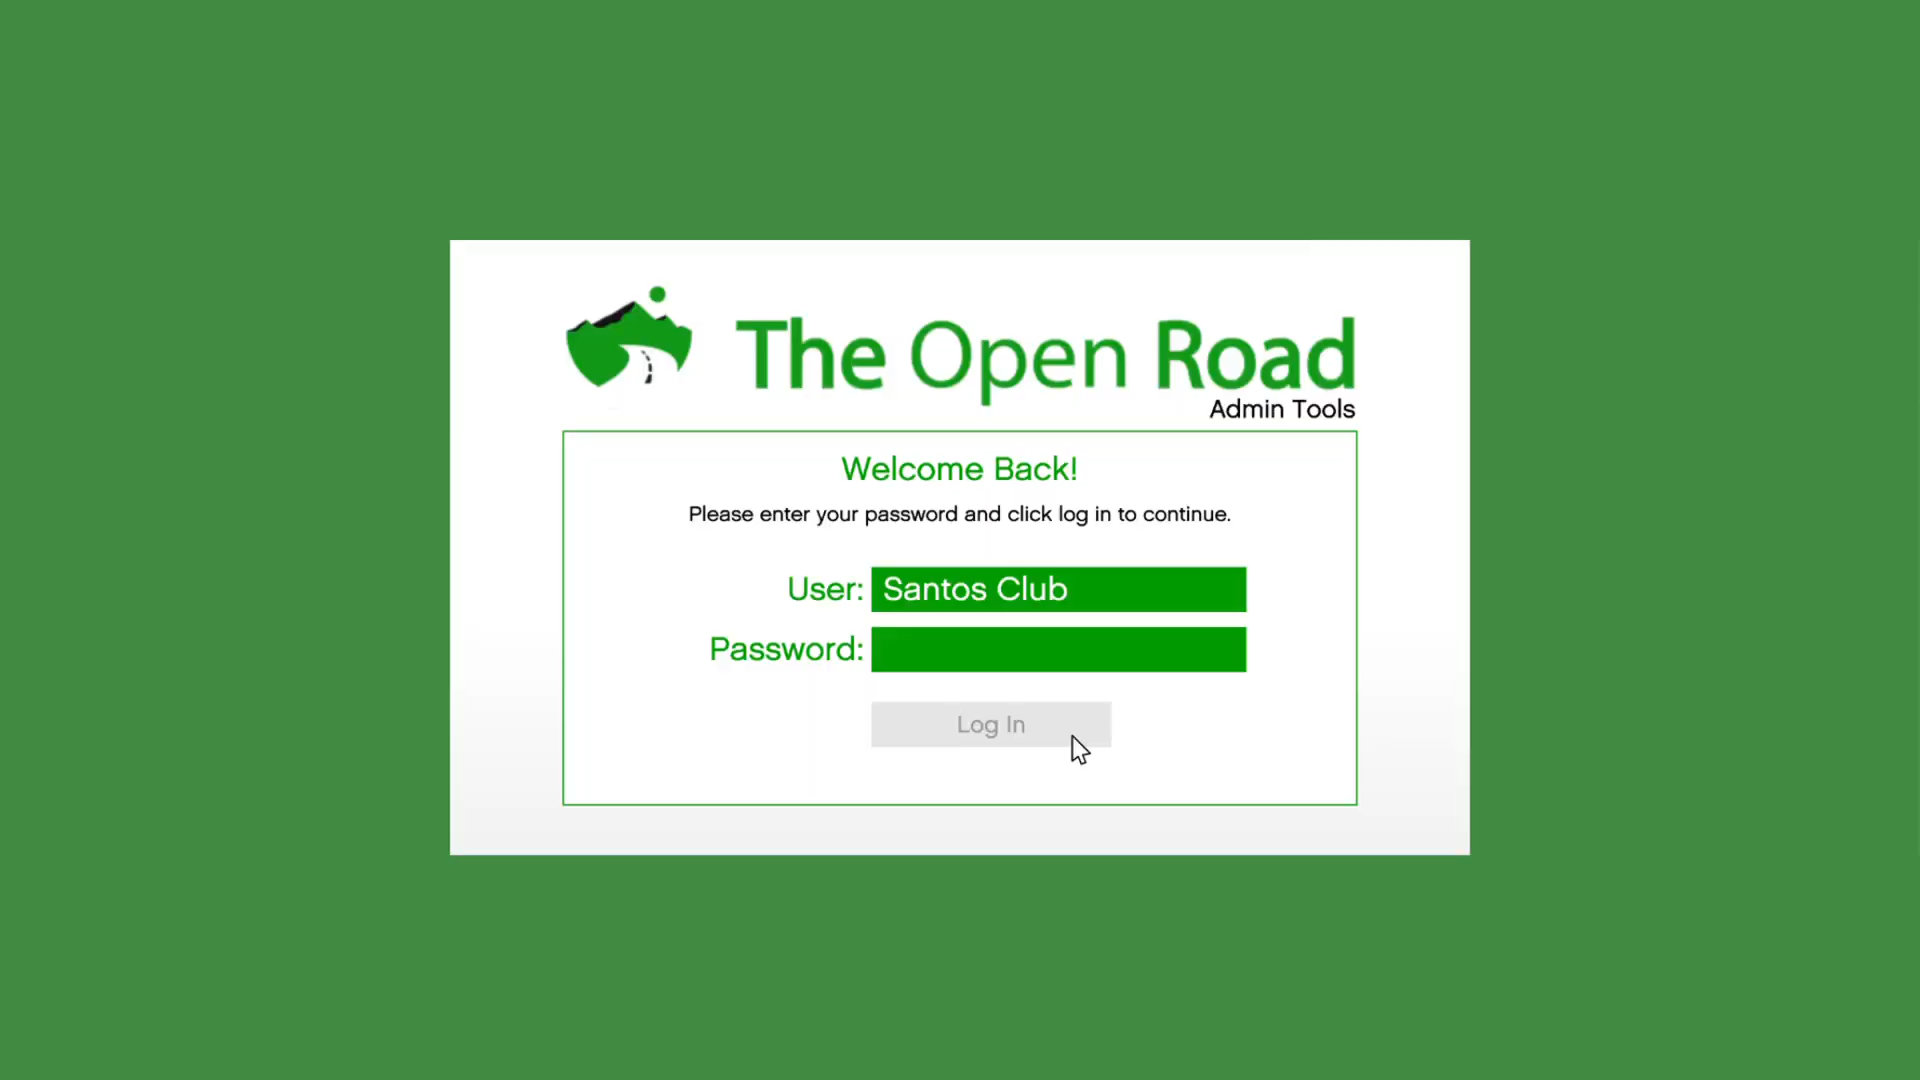 The Open Road
Admin Tools
Welcome Back!
Please enter your password and click log in to continue.
User: Santos Club
Password:
Log In